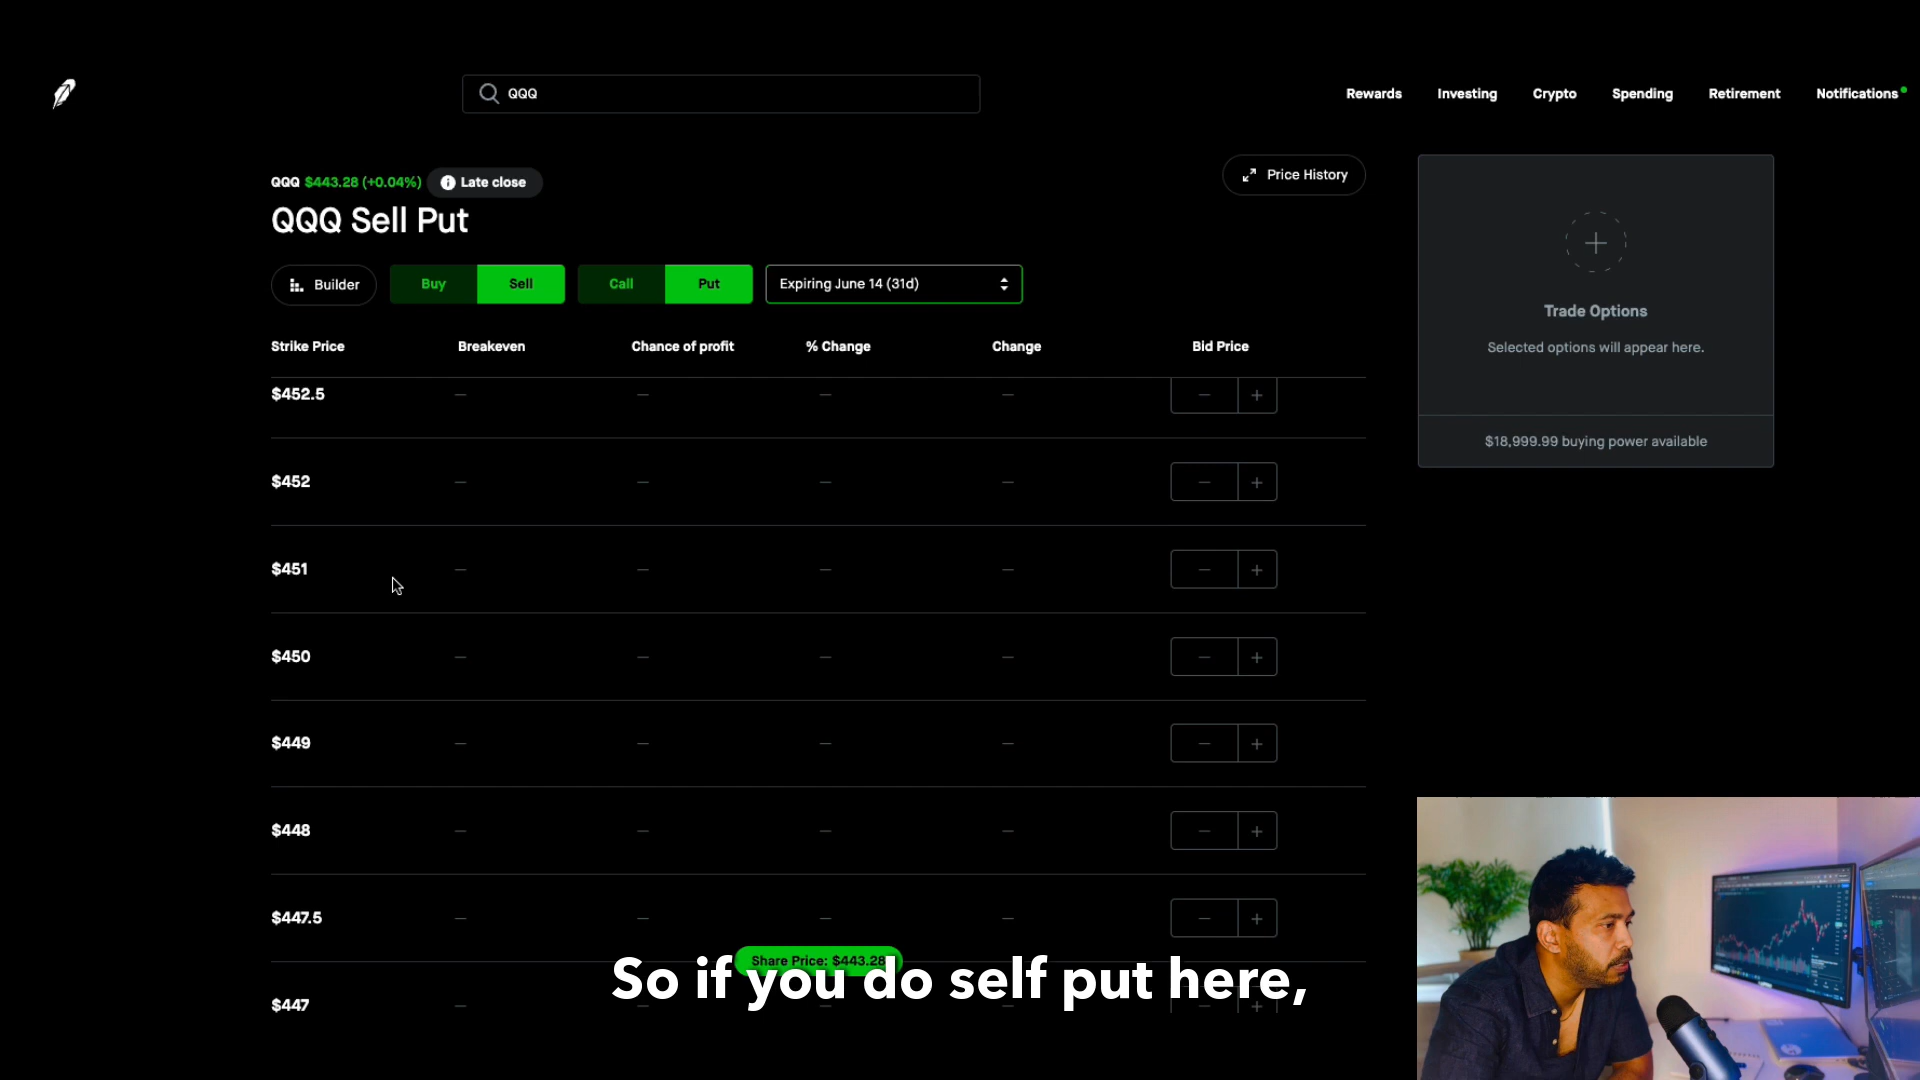 QQQ
Rewards
Investing
Crypto
Spending
Retirement
Notifications
QQQ $443.28 (+0.04%)
Late close
Price History
QQQ Sell Put
Builder
Buy
Sell
Call
Put
Expiring June 14 (31d)
Trade Options
Selected options will appear here.
$18,999.99 buying power available
Strike Price
Breakeven
Chance of profit
% Change
Change
Bid Price
$452.5 — — — — — +
$452 — — — — — +
$451 — — — — — +
$450 — — — — — +
$449 — — — — — +
$448 — — — — — +
$447.5 — — — — — +
Share Price: $443.28
$447 — — — — — +
So if you do self put here,